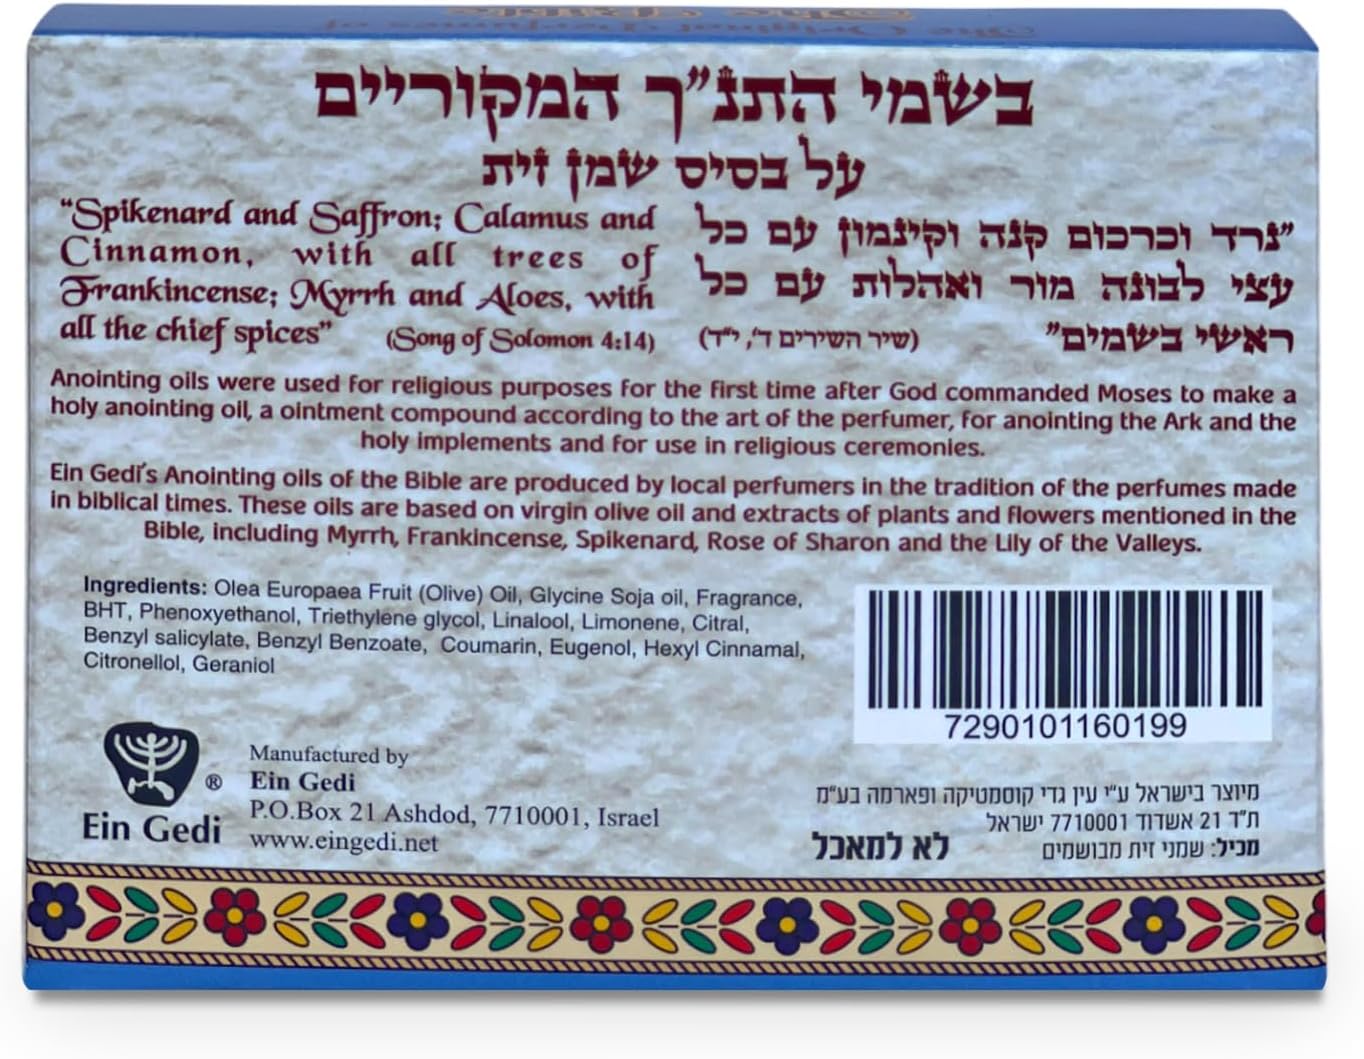 בשמי התנ"ך המקוריים
על בסיס שמן זית
"Spikenard and Saffron; Calamus and
Cinnamon, with all trees of
Frankincense; Myrrh and Aloes, with
all the chief spices" (Song of Solomon 4:14)
"נרד וכרכום קנה וקינמון עם כל
עצי לבונה מור ואהלות עם כל
ראשי בשמים" (שיר השירים ד', י"ד)
Anointing oils were used for religious purposes for the first time after God commanded Moses to make a
holy anointing oil, a ointment compound according to the art of the perfumer, for anointing the Ark and the
holy implements and for use in religious ceremonies.
Ein Gedi's Anointing oils of the Bible are produced by local perfumers in the tradition of the perfumes made
in biblical times. These oils are based on virgin olive oil and extracts of plants and flowers mentioned in the
Bible, including Myrrh, Frankincense, Spikenard, Rose of Sharon and the Lily of the Valleys.
Ingredients: Olea Europaea Fruit (Olive) Oil, Glycine Soja oil, Fragrance,
BHT, Phenoxyethanol, Triethylene glycol, Linalool, Limonene, Citral,
Benzyl salicylate, Benzyl Benzoate, Coumarin, Eugenol, Hexyl Cinnamal,
Citronellol, Geraniol
7290101160199
®
Ein Gedi
Manufactured by
Ein Gedi
P.O.Box 21 Ashdod, 7710001, Israel
www.eingedi.net
מיוצר בישראל ע"י עין גדי קוסמטיקה ופארמה בע"מ
ת"ד 21 אשדוד 7710001 ישראל
מכיל: שמני זית מבושמים
לא למאכל